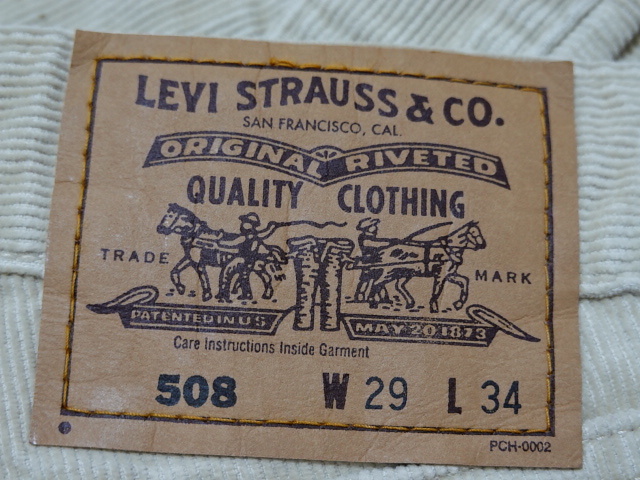 LEVI STRAUSS & CO.
SAN FRANCISCO, CAL.
ORIGINAL RIVETED
QUALITY CLOTHING
TRADE MARK
PATENTED IN U S MAY 20 1873
Care Instructions Inside Garment
508 W 29 L 34
PCH-0002